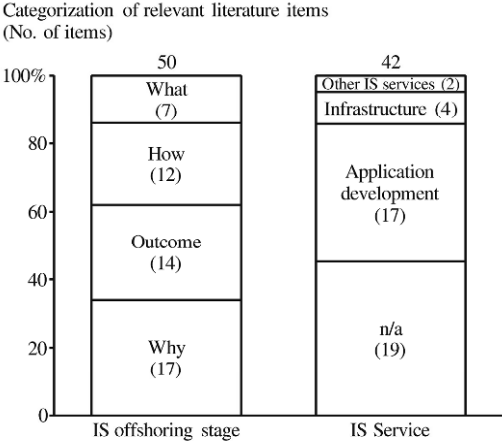 Categorization of relevant literature items
(No. of items)
50
42
100%
80
60
40
20
0
What
(7)
How
(12)
Outcome
(14)
Why
(17)
Other IS services (2)
Infrastructure (4)
Application
development
(17)
n/a
(19)
IS offshoring stage
IS Service